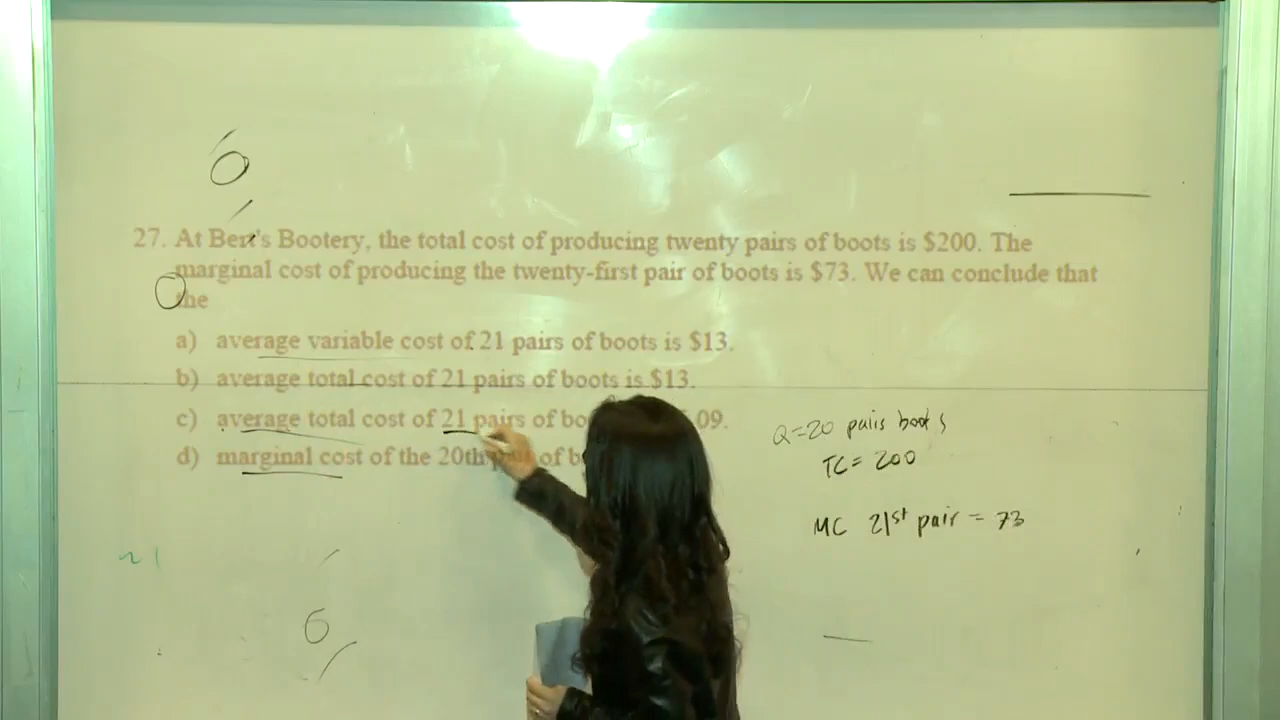 27. At Bert's Bootery, the total cost of producing twenty pairs of boots is $200. The
marginal cost of producing the twenty-first pair of boots is $73. We can conclude that
the
a) average variable cost of 21 pairs of boots is $13.
b) average total cost of 21 pairs of boots is $13.
c) average total cost of 21 pairs of 09.
d) marginal cost of the 20th of
Q=20 pairs boots
TC= 200
MC 21st pair = 73
~1